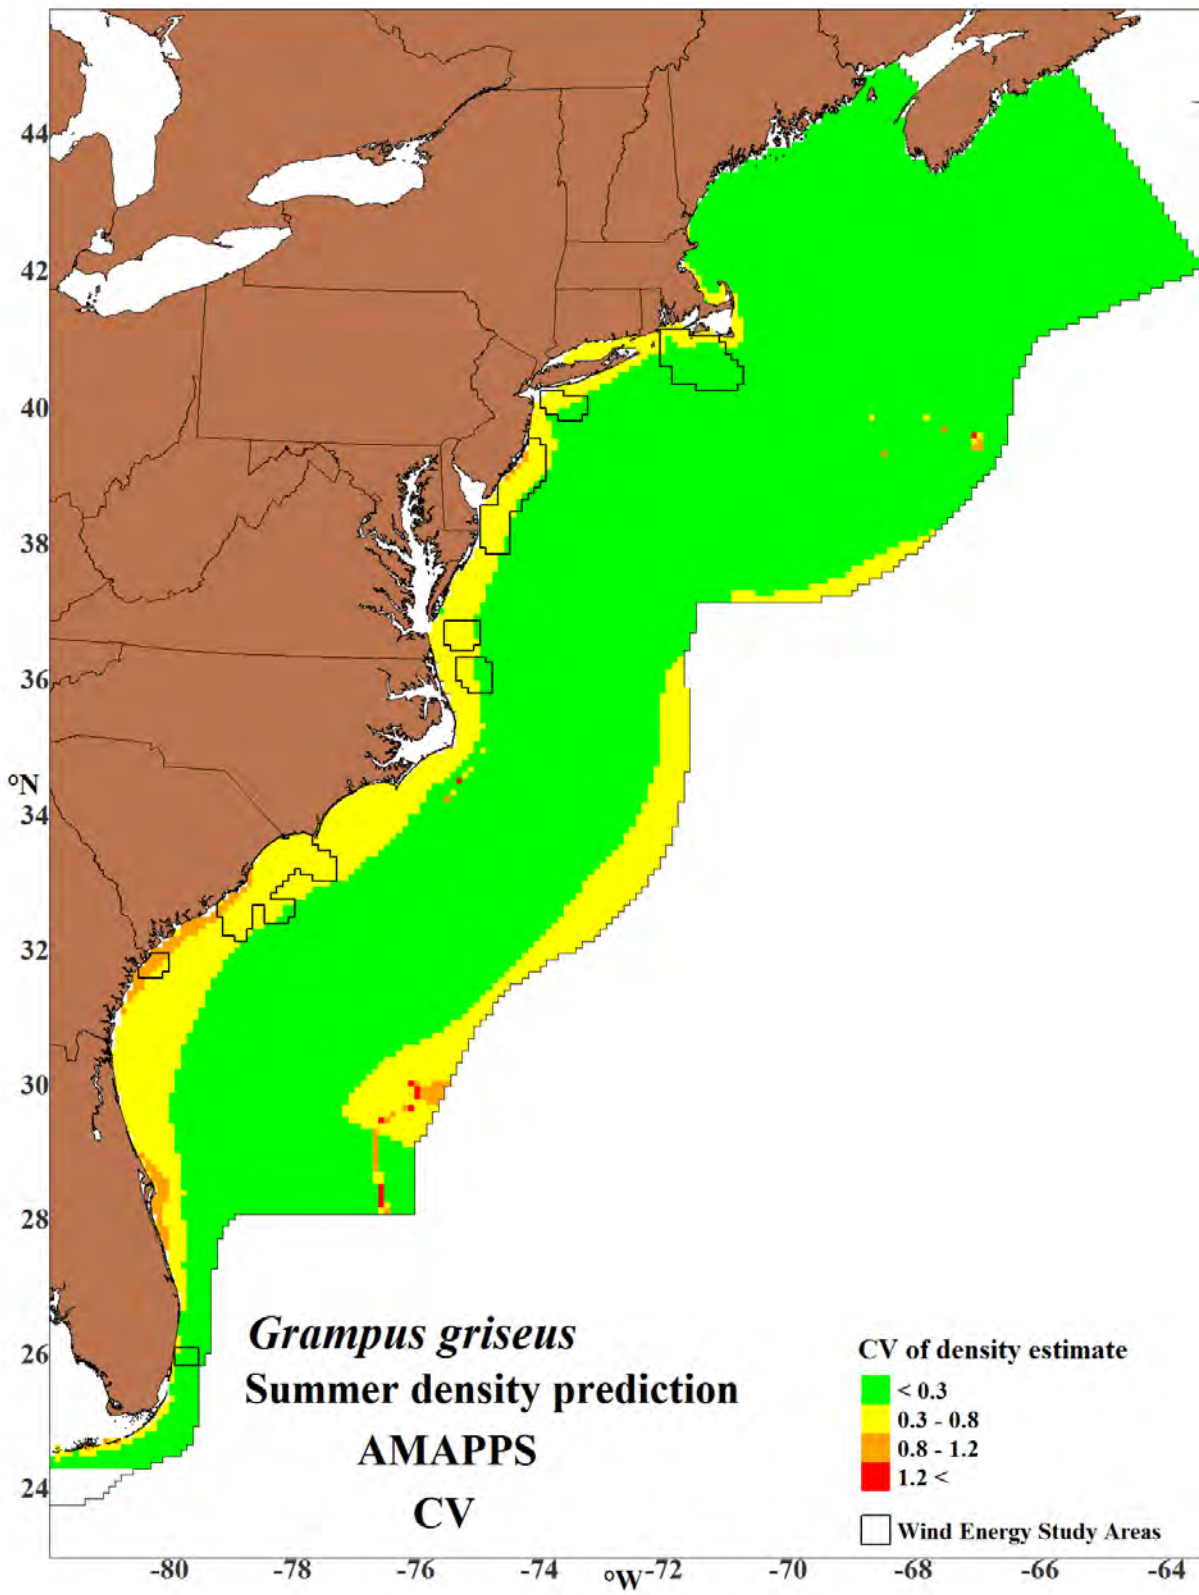 44
42
40
38
36
°N
34
32
30
28
26
24
Grampus griseus
Summer density prediction
AMAPPS
CV
CV of density estimate
< 0.3
0.3 - 0.8
0.8 - 1.2
1.2 <
Wind Energy Study Areas
-80 -78 -76 -74 °W -72 -70 -68 -66 -64